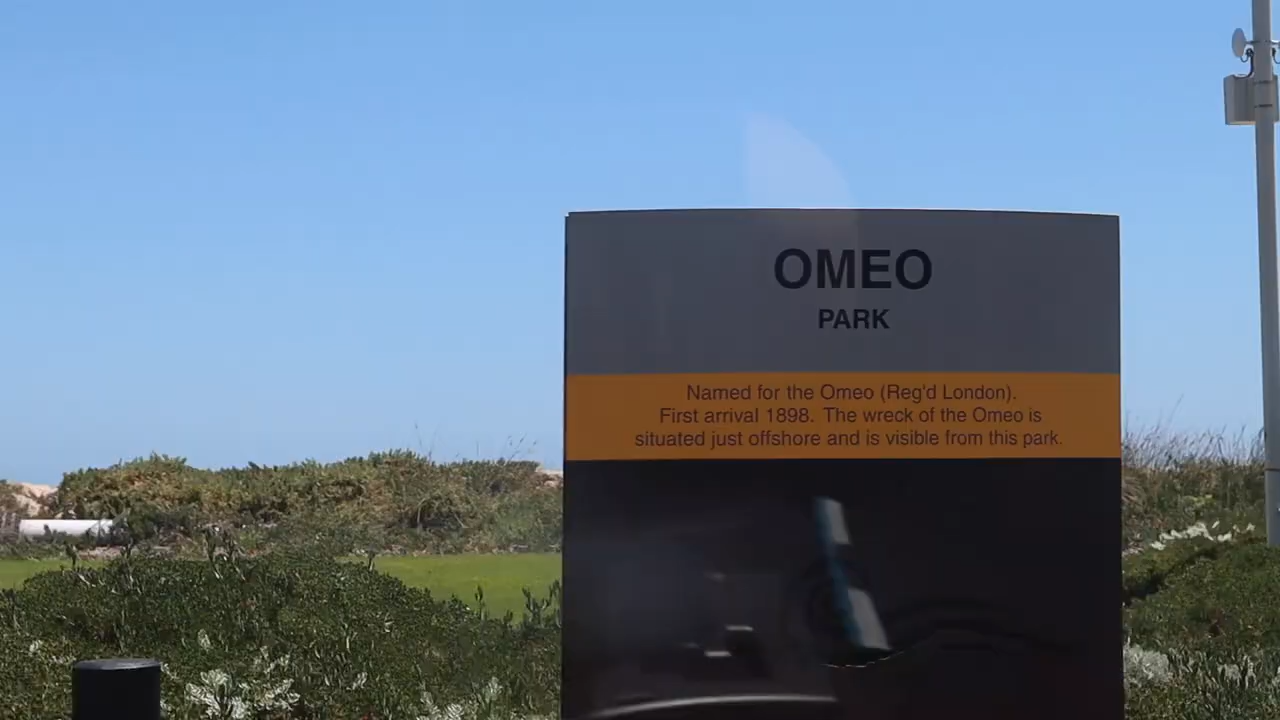 OMEO
PARK
Named for the Omeo (Reg'd London).
First arrival 1898. The wreck of the Omeo is
situated just offshore and is visible from this park.